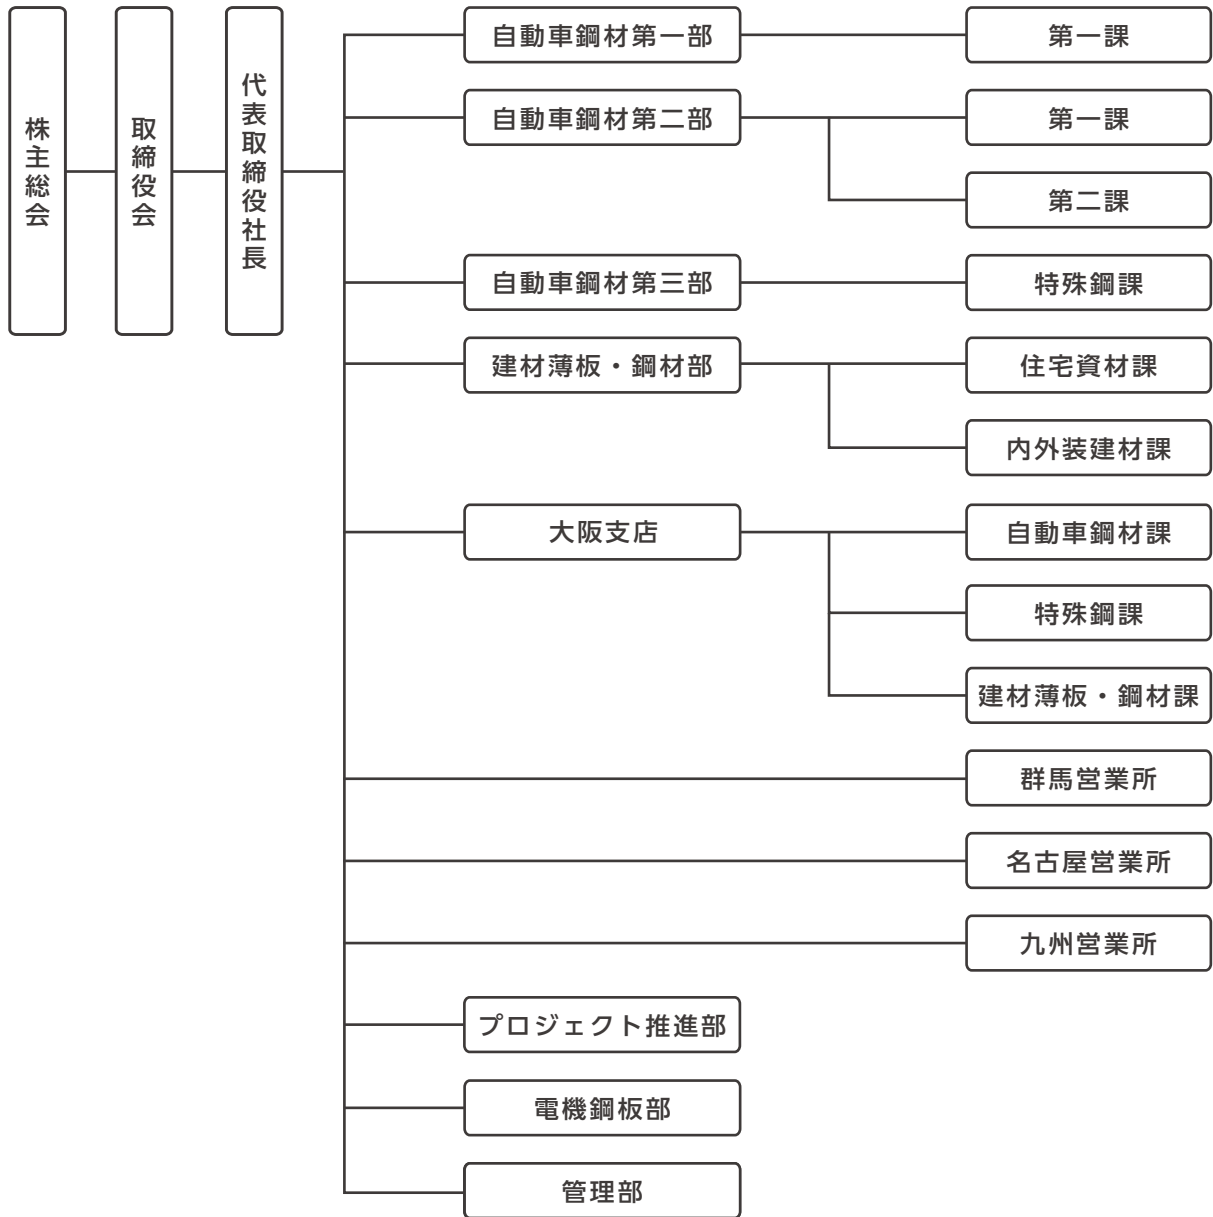 株主総会
取締役会
代表取締役社長
自動車鋼材第一部
第一課
自動車鋼材第二部
第一課
第二課
自動車鋼材第三部
特殊鋼課
建材薄板・鋼材部
住宅資材課
内外装建材課
大阪支店
自動車鋼材課
特殊鋼課
建材薄板・鋼材課
群馬営業所
名古屋営業所
九州営業所
プロジェクト推進部
電機鋼板部
管理部